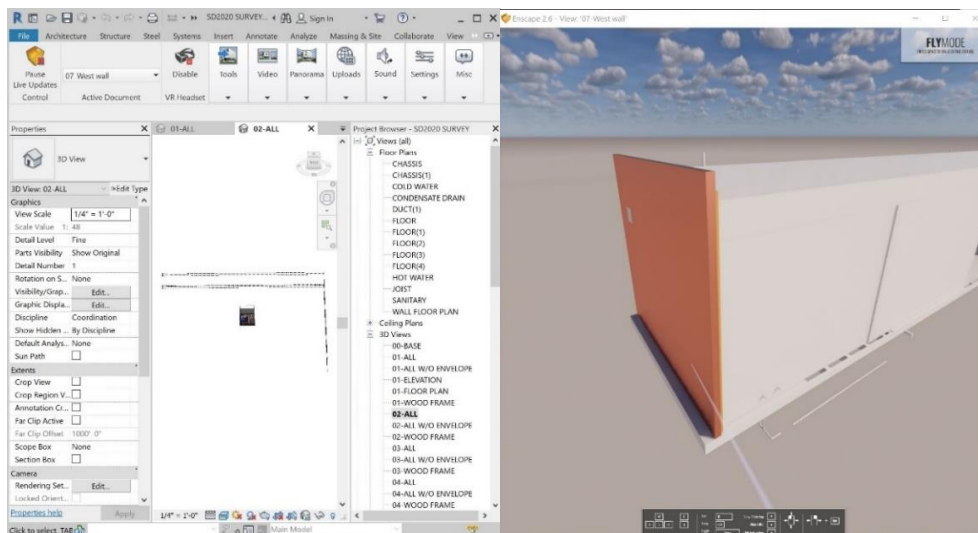 SD2020 SURVEY...
Sign In
File Architecture Structure Steel Systems Insert Annotate Analyze Massing & Site Collaborate View
Pause Live Updates
07 West wall
Disable
Tools
Video
Panorama
Uploads
Sound
Settings
Misc
Control
Active Document
VR Headset
Properties
3D View
3D View: 02-ALL
Edit Type
Graphics
View Scale 1/4" = 1'-0"
Scale Value 1: 48
Detail Level Fine
Parts Visibility Show Original
Detail Number 1
Rotation on S... None
Visibility/Grap... Edit...
Graphic Displa... Edit...
Discipline Coordination
Show Hidden ... By Discipline
Default Analys... None
Sun Path
Extents
Crop View
Crop Region V...
Annotation Cr...
Far Clip Active
Far Clip Offset 1000' 0"
Scope Box None
Section Box
Camera
Rendering Set... Edit...
Locked Orient...
Properties help
Apply
Click to select, TAB
01-ALL
02-ALL
1/4" = 1'-0"
Main Model
Project Browser - SD2020 SURVEY
Views (all)
Floor Plans
CHASSIS
CHASSIS(1)
COLD WATER
CONDENSATE DRAIN
DUCT(1)
FLOOR
FLOOR(1)
FLOOR(2)
FLOOR(3)
FLOOR(4)
HOT WATER
JOIST
SANITARY
WALL FLOOR PLAN
Ceiling Plans
3D Views
00-BASE
01-ALL
01-ALL W/O ENVELOPE
01-ELEVATION
01-FLOOR PLAN
01-WOOD FRAME
02-ALL
02-ALL W/O ENVELOPE
02-WOOD FRAME
03-ALL
03-ALL W/O ENVELOPE
03-WOOD FRAME
04-ALL
04-ALL W/O ENVELOPE
04-WOOD FRAME
Enscape 2.6 - View: '07-West wall'
FLYMODE